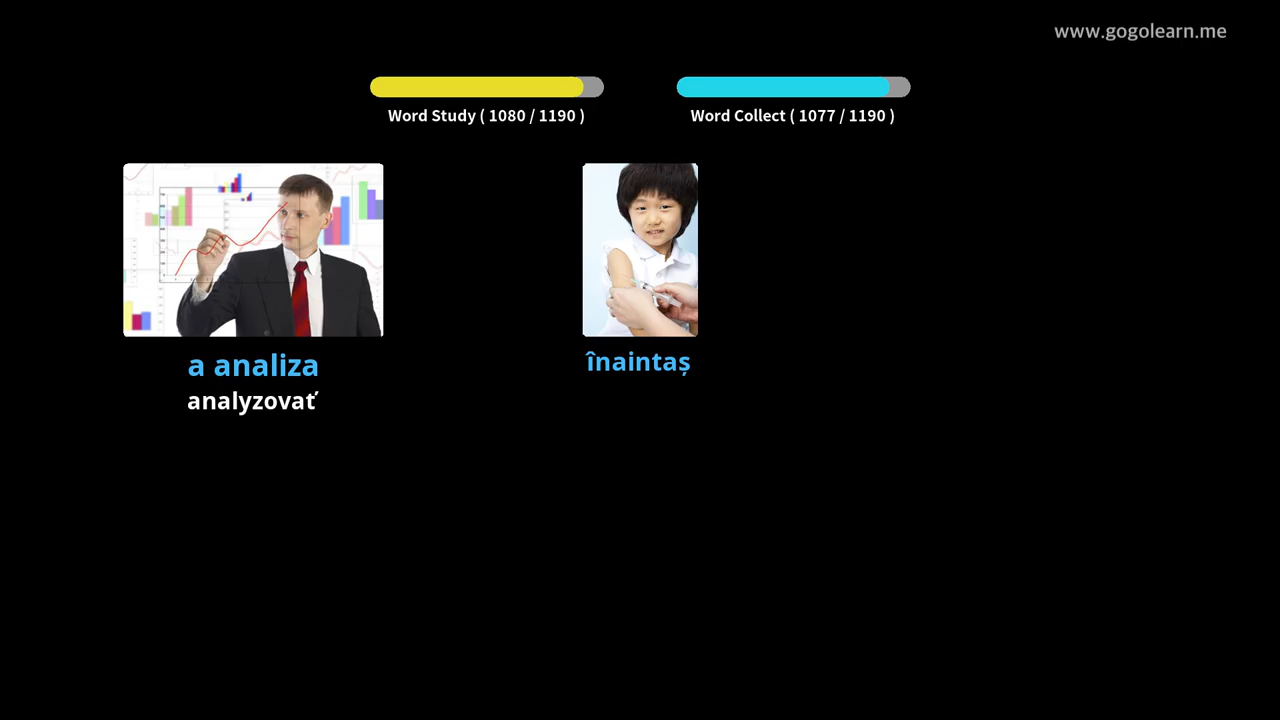 www.gogolearn.me
Word Study ( 1080 / 1190 )
Word Collect ( 1077 / 1190 )
a analiza
analyzovať
înaintaș